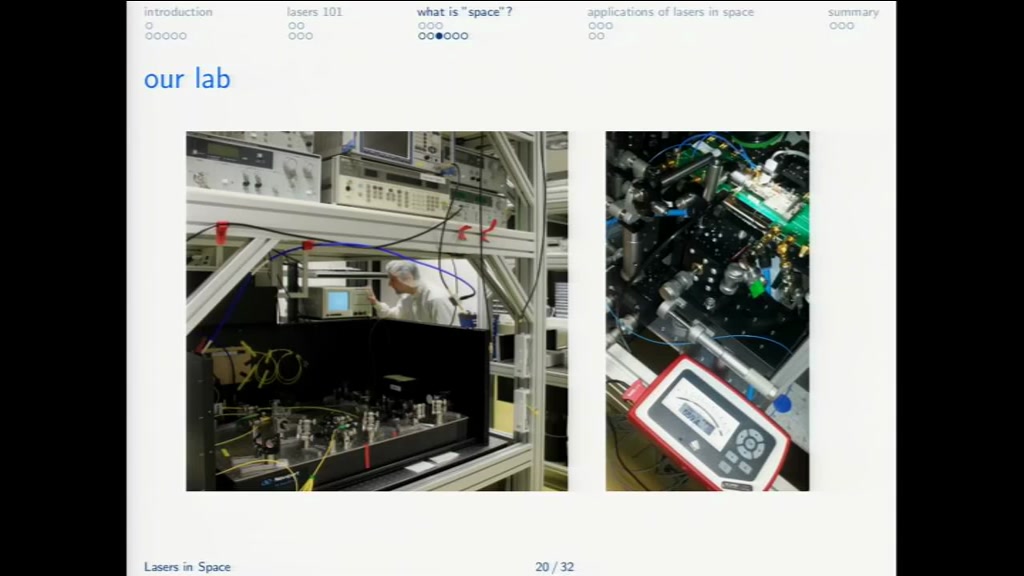 introduction
lasers 101
what is "space"?
applications of lasers in space
summary
our lab
Lasers in Space
20 / 32